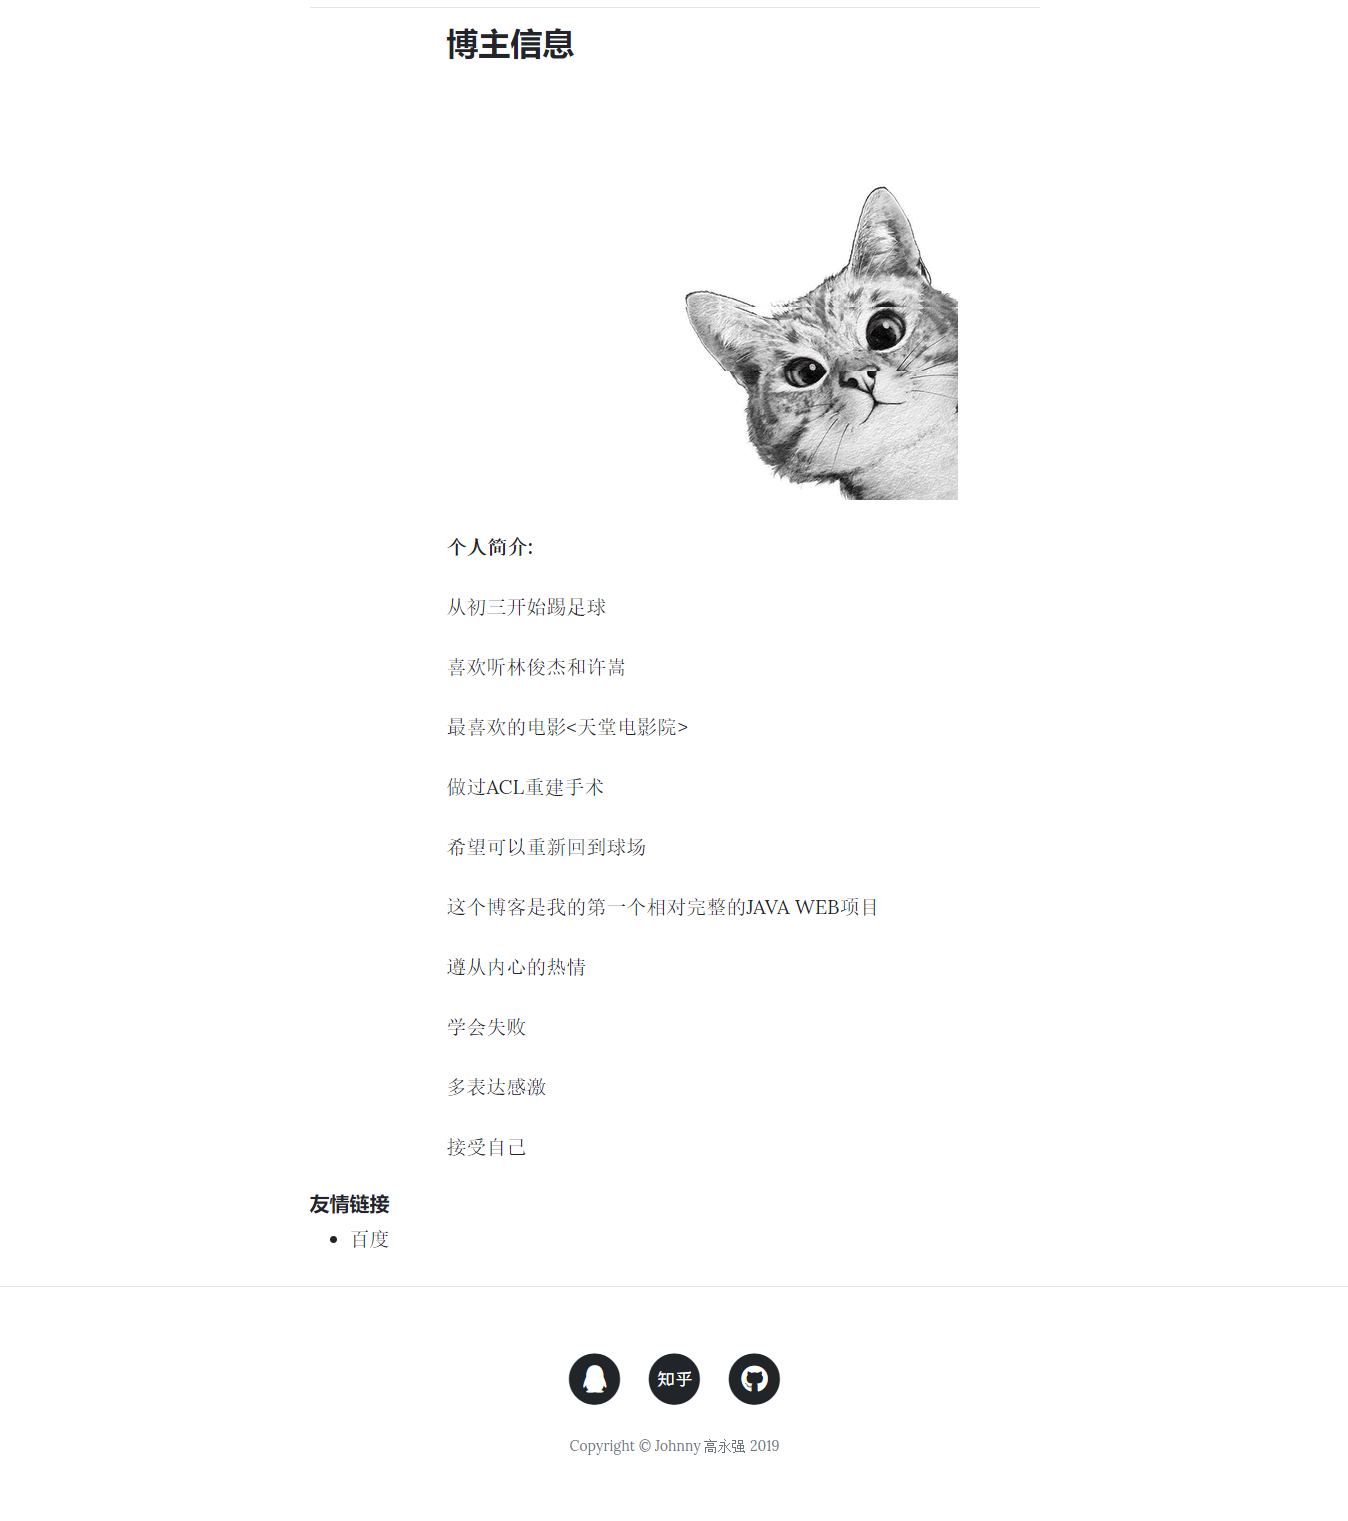 博主信息
个人简介:
从初三开始踢足球
喜欢听林俊杰和许嵩
最喜欢的电影<天堂电影院>
做过ACL重建手术
希望可以重新回到球场
这个博客是我的第一个相对完整的JAVA WEB项目
遵从内心的热情
学会失败
多表达感激
接受自己
友情链接
百度
知乎
Copyright © Johnny 高永强 2019